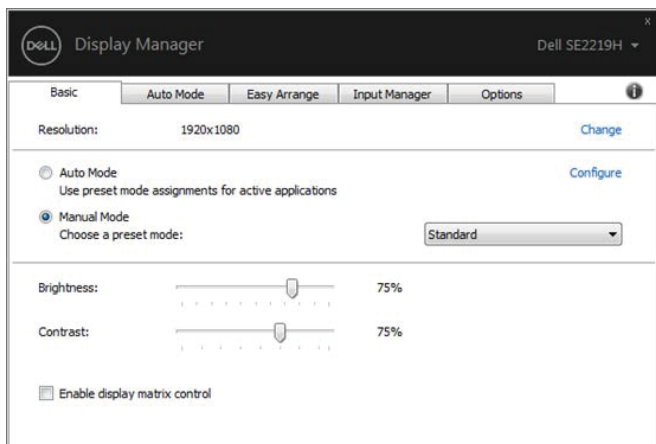 DELL Display Manager Dell SE2219H
x
Basic Auto Mode Easy Arrange Input Manager Options i
Resolution: 1920x1080 Change
Auto Mode Configure
Use preset mode assignments for active applications
Manual Mode
Choose a preset mode: Standard
Brightness: 75%
Contrast: 75%
Enable display matrix control